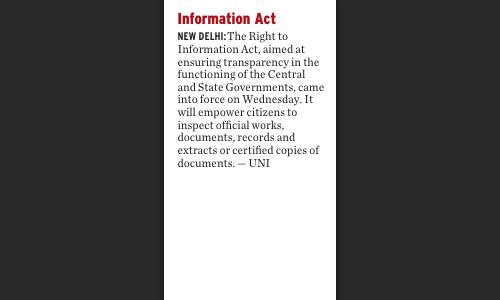 Information Act
NEW DELHI: The Right to
Information Act, aimed at
ensuring transparency in the
functioning of the Central
and State Governments, came
into force on Wednesday. It
will empower citizens to
inspect official works,
documents, records and
extracts or certified copies of
documents. — UNI